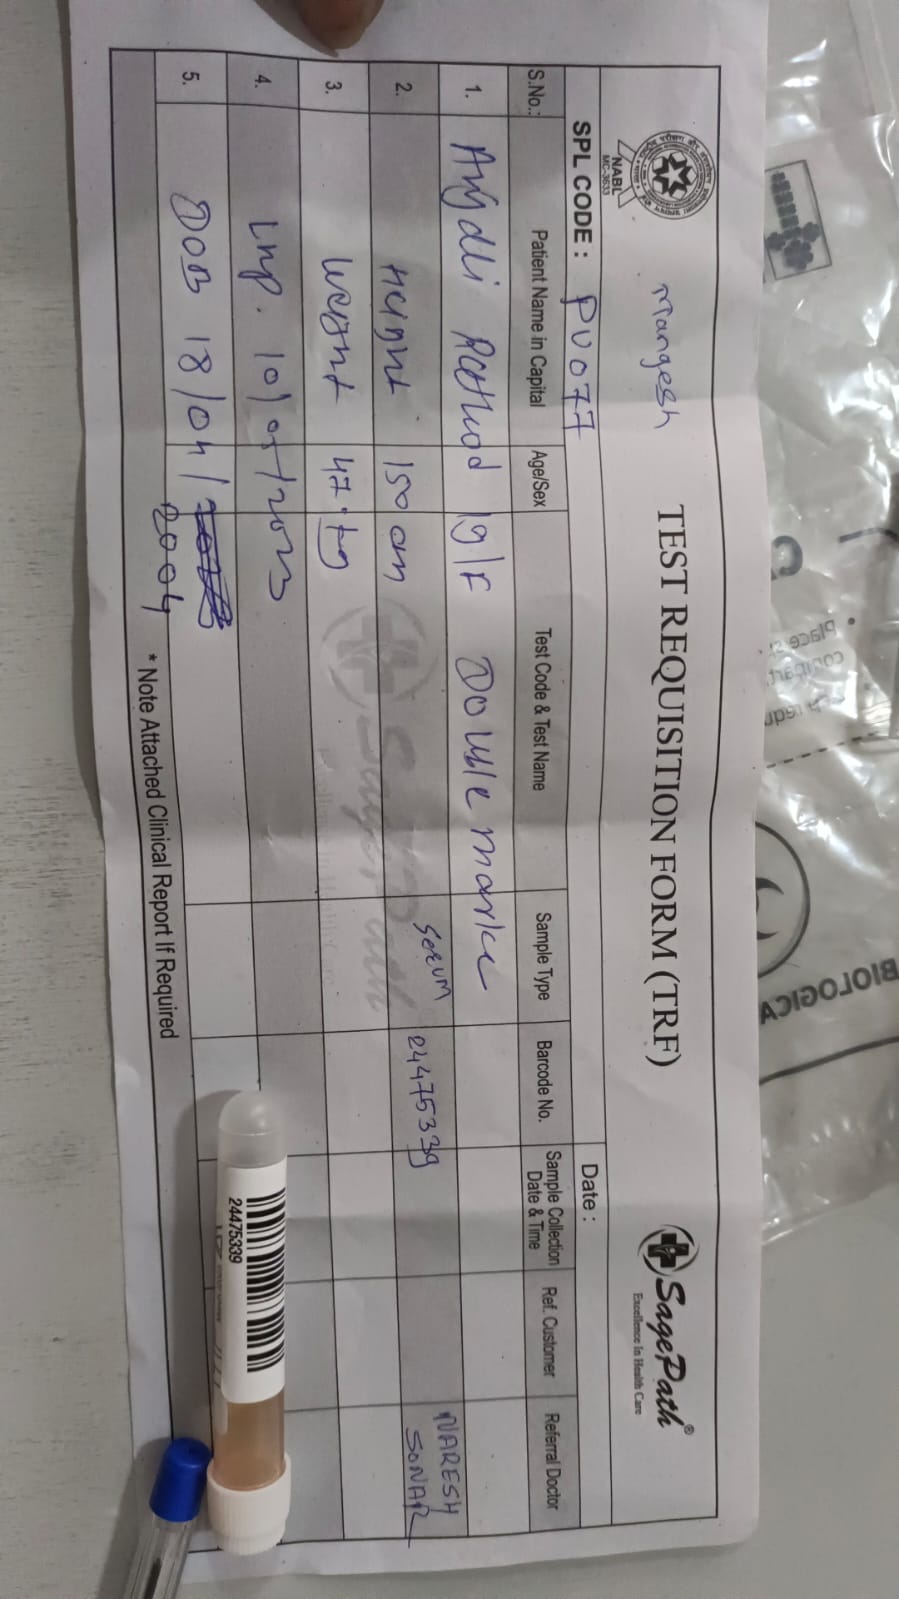 Mangesh
TEST REQUISITION FORM (TRF)
SagePath®
Excellence In Health Care
NABL
MC-3633
SPL CODE : PU077
Date :
S.No.: Patient Name in Capital Age/Sex Test Code & Test Name Sample Type Barcode No. Sample Collection Date & Time Ref. Customer Referral Doctor
1. Anjali Rathod 19/F Double marke
NARESH
SONAR
2. Height 150 cm Serum 24475339
3. Weight 47.kg
4. Lmp. 10/07/2023
5. DOB 18/04/
2004
* Note Attached Clinical Report If Required
24475339
BIOLOGICA